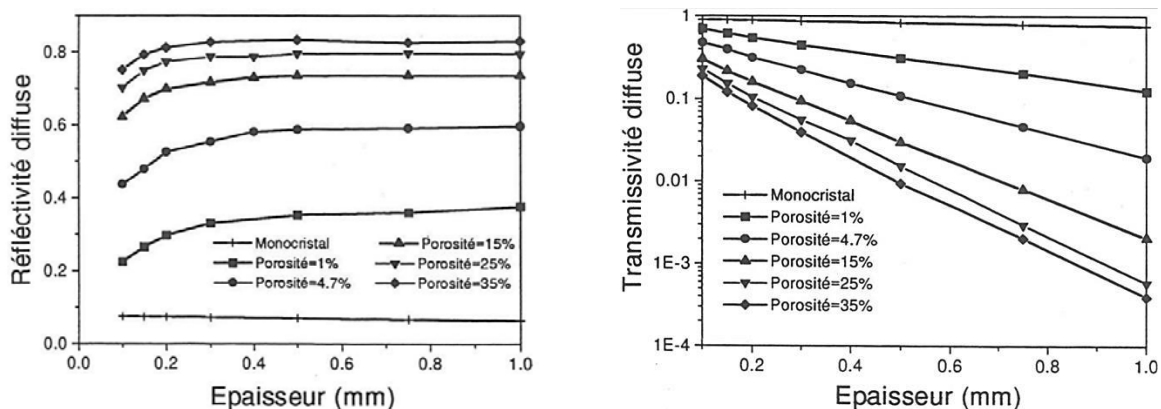 Réfléctivité diffuse
0.8
0.6
0.4
0.2
0.0
Monocristal
Porosité=1%
Porosité=4.7%
Porosité=15%
Porosité=25%
Porosité=35%
0.0 0.2 0.4 0.6 0.8 1.0
Epaisseur (mm)
Transmissivité diffuse
1
0.1
0.01
1E-3
1E-4
Monocristal
Porosité=1%
Porosité=4.7%
Porosité=15%
Porosité=25%
Porosité=35%
0.2 0.4 0.6 0.8 1.0
Epaisseur (mm)